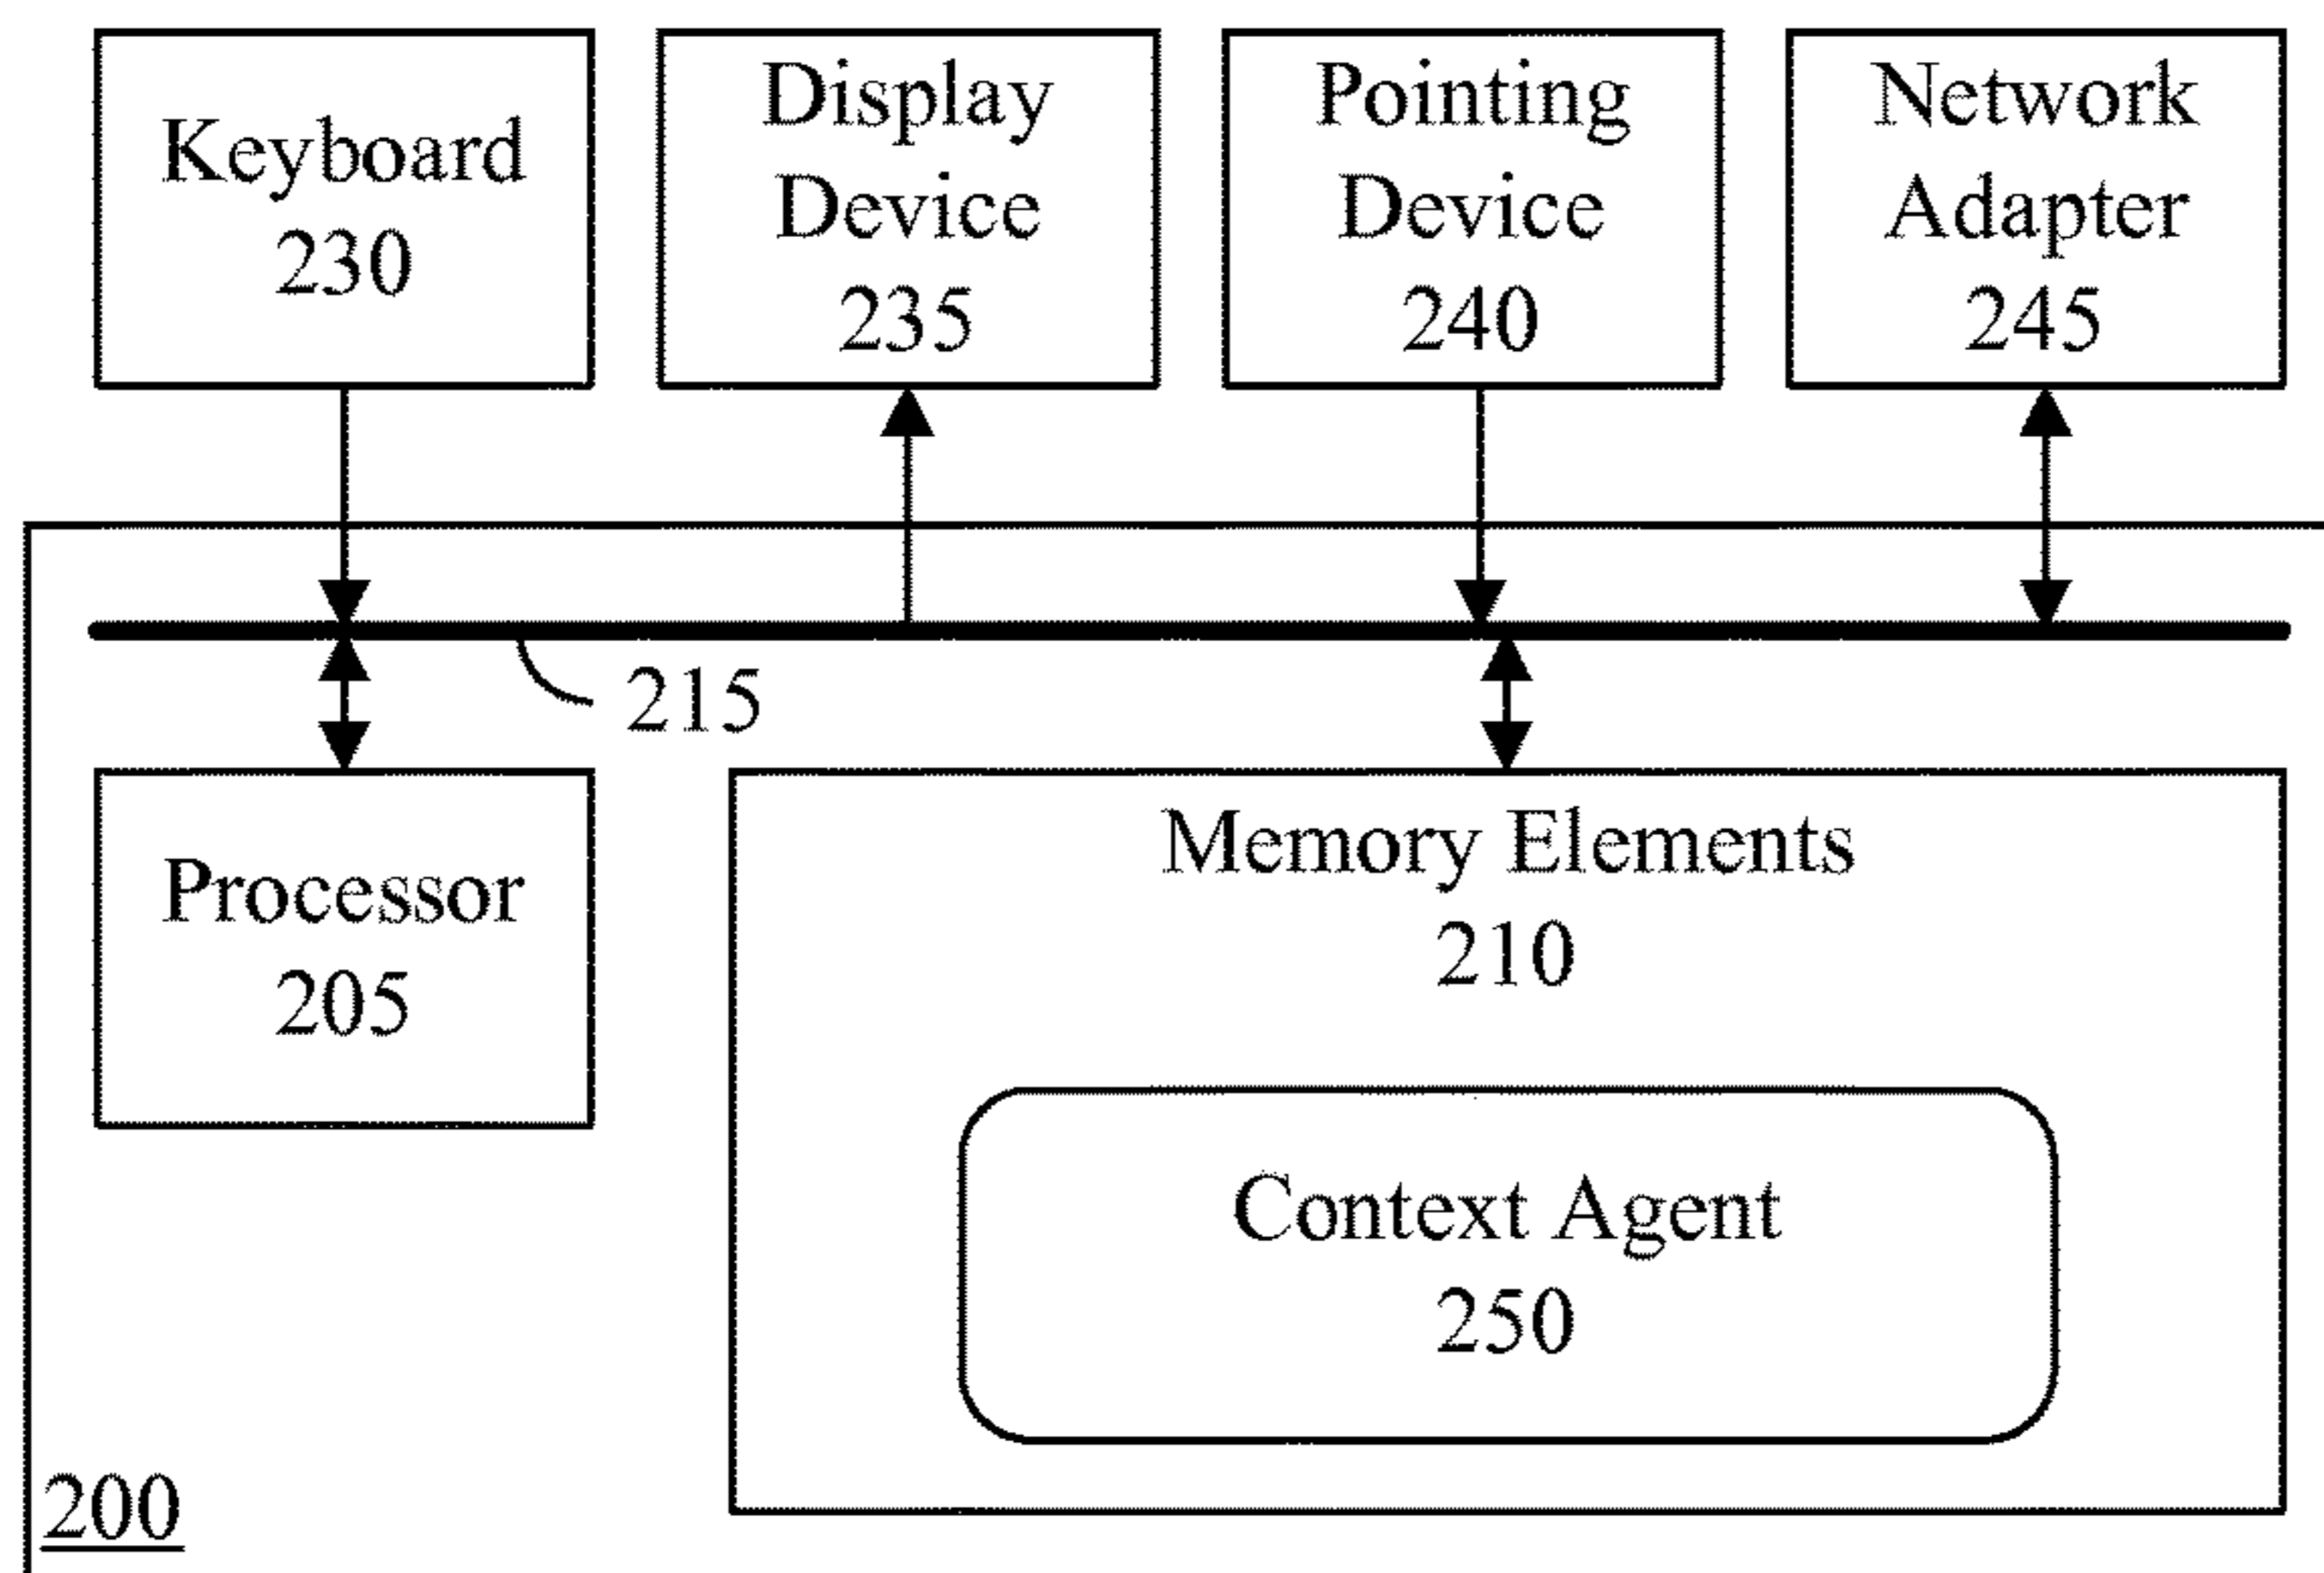 Keyboard
230
Display
Device
235
Pointing
Device
240
Network
Adapter
245
215
Processor
205
Memory Elements
210
Context Agent
250
200